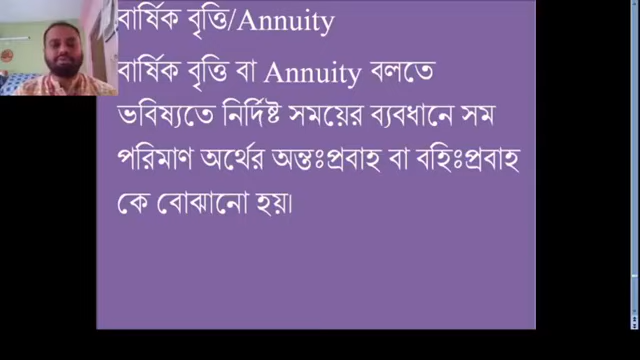 বার্ষিক বৃত্তি/Annuity
বার্ষিক বৃত্তি বা Annuity বলতে
ভবিষ্যতে নির্দিষ্ট সময়ের ব্যবধানে সম
পরিমাণ অর্থের অন্তঃপ্রবাহ বা বহিঃপ্রবাহ
কে বোঝানো হয়।